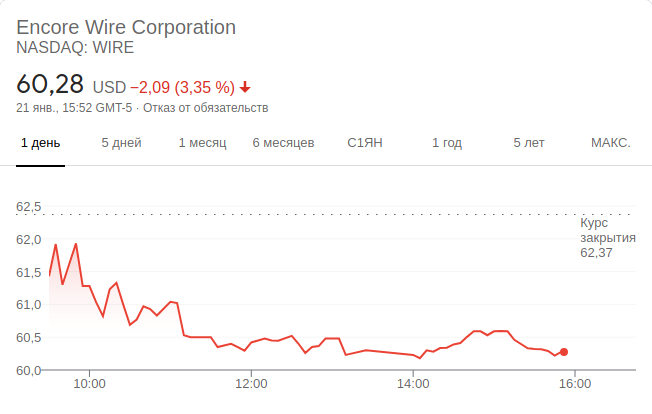 Encore Wire Corporation
NASDAQ: WIRE
60,28 USD −2,09 (3,35 %)
21 янв., 15:52 GMT-5 · Отказ от обязательств
1 день 5 дней 1 месяц 6 месяцев С1ЯН 1 год 5 лет МАКС.
62,5
Курс
закрытия
62,37
62,0
61,5
61,0
60,5
60,0
10:00 12:00 14:00 16:00